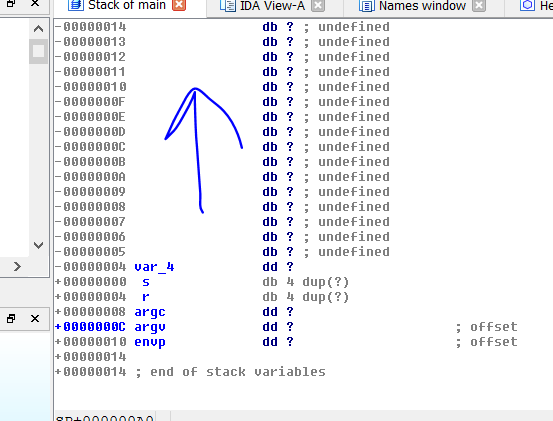 Stack of main IDA View-A Names window He
-00000014 db ? ; undefined
-00000013 db ? ; undefined
-00000012 db ? ; undefined
-00000011 db ? ; undefined
-00000010 db ? ; undefined
-0000000F db ? ; undefined
-0000000E db ? ; undefined
-0000000D db ? ; undefined
-0000000C db ? ; undefined
-0000000B db ? ; undefined
-0000000A db ? ; undefined
-00000009 db ? ; undefined
-00000008 db ? ; undefined
-00000007 db ? ; undefined
-00000006 db ? ; undefined
-00000005 db ? ; undefined
-00000004 var_4 dd ?
+00000000 s db 4 dup(?)
+00000004 r db 4 dup(?)
+00000008 argc dd ?
+0000000C argv dd ? ; offset
+00000010 envp dd ? ; offset
+00000014
+00000014 ; end of stack variables
SP+000000A0